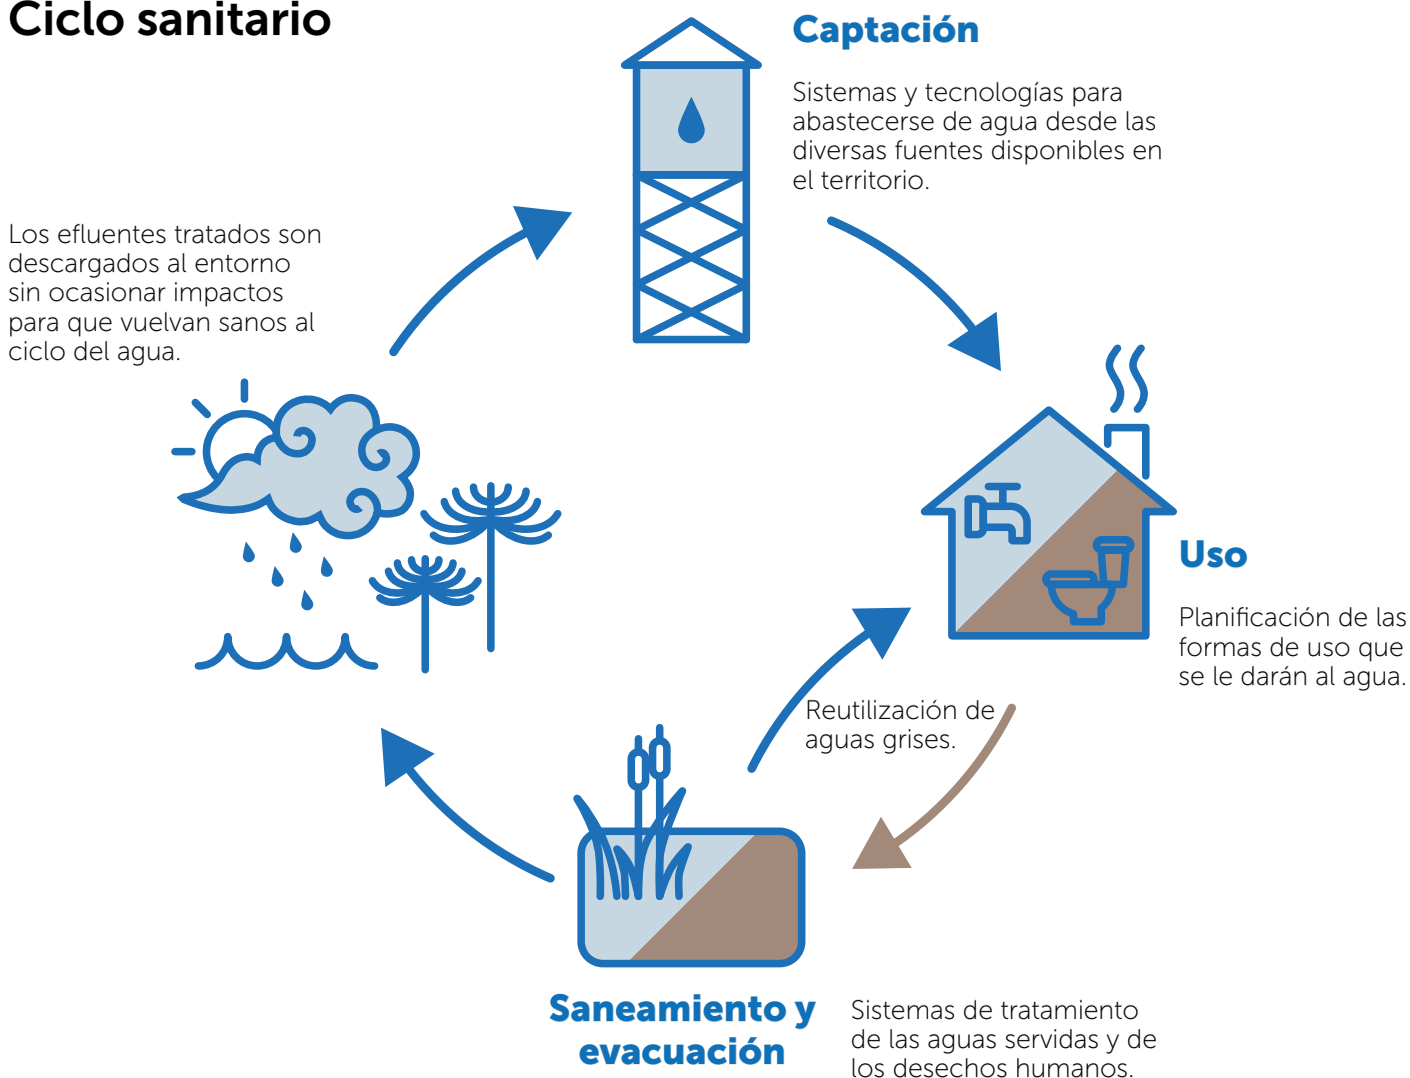 Ciclo sanitario
Captación
Sistemas y tecnologías para
abastecerse de agua desde las
diversas fuentes disponibles en
el territorio.
Los efluentes tratados son
descargados al entorno
sin ocasionar impactos
para que vuelvan sanos al
ciclo del agua.
Uso
Planificación de las
formas de uso que
se le darán al agua.
Reutilización de
aguas grises.
Saneamiento y
evacuación
Sistemas de tratamiento
de las aguas servidas y de
los desechos humanos.